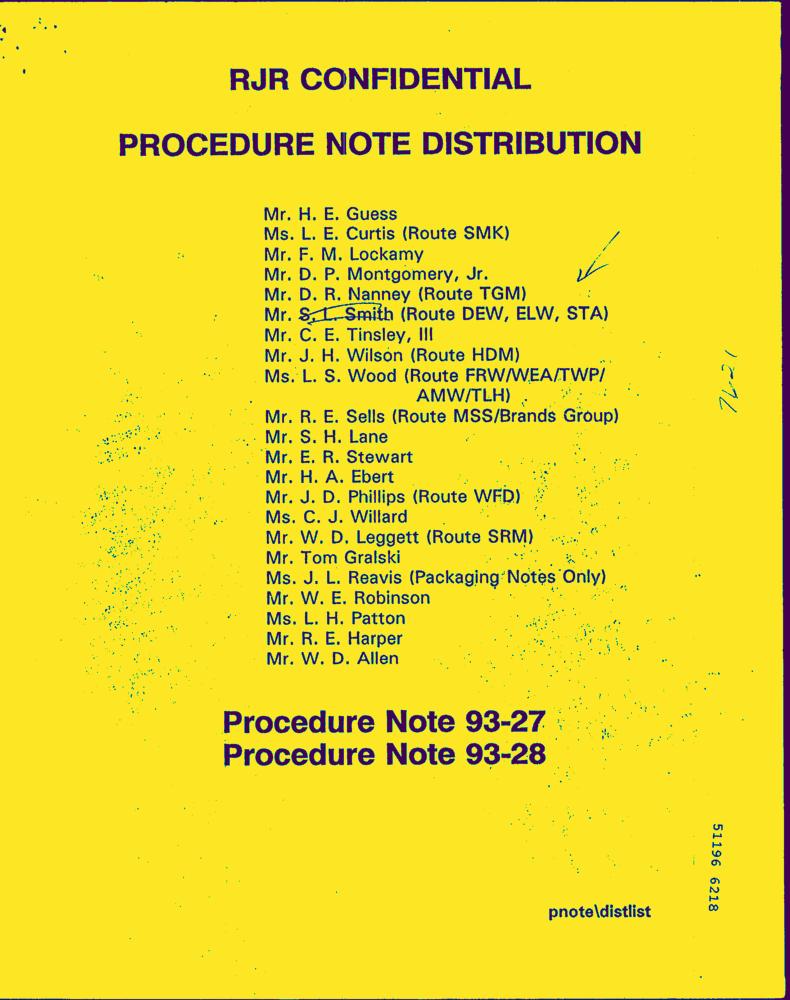 RJR CONFIDENTIAL
PROCEDURE NOTE DISTRIBUTION
Mr. H. E. Guess
Ms. L. E. Curtis (Route SMK)
Mr. F. M. Lockamy
Mr. D. P. Montgomery, Jr.
Mr. D. R. Nanney (Route TGM)
Mr. S. L. Smith (Route DEW, ELW, STA)
Mr. C. E. Tinsley, III
Mr. J. H. Wilson (Route HDM)
Ms. L. S. Wood (Route FRW/WEA/TWP/
AMW/TLH)
Mr. R. E. Sells (Route MSS/Brands Group)
Mr. S. H. Lane
Mr. E. R. Stewart
Mr. H. A. Ebert
Mr. J. D. Phillips (Route WFD)
Ms. C. J. Willard
Mr. W. D. Leggett (Route SRM)
Mr. Tom Gralski
Ms. J. L. Reavis (Packaging Notes Only)
Mr. W. E. Robinson
Ms. L. H. Patton
Mr. R. E. Harper
Mr. W. D. Allen
Procedure Note 93-27
Procedure Note 93-28
51196 6218
pnote\distlist